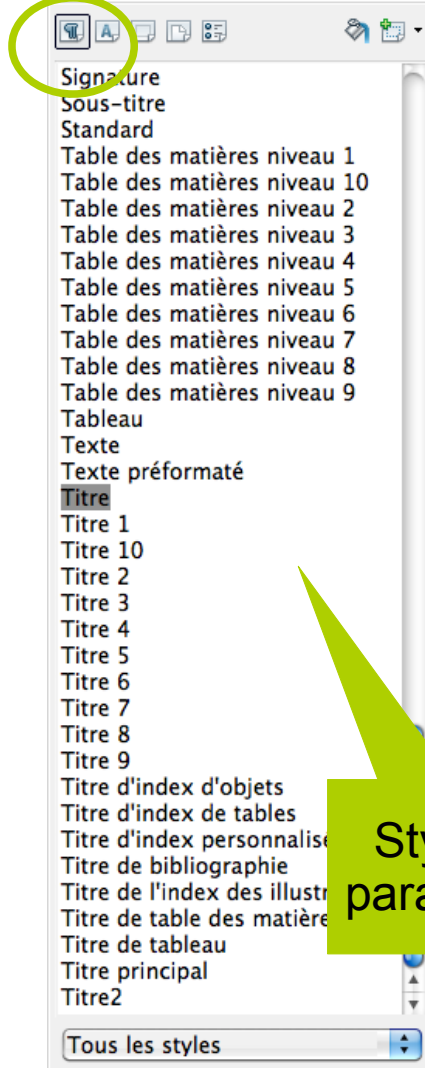 Signature
Sous-titre
Standard
Table des matières niveau 1
Table des matières niveau 10
Table des matières niveau 2
Table des matières niveau 3
Table des matières niveau 4
Table des matières niveau 5
Table des matières niveau 6
Table des matières niveau 7
Table des matières niveau 8
Table des matières niveau 9
Tableau
Texte
Texte préformaté
Titre
Titre 1
Titre 10
Titre 2
Titre 3
Titre 4
Titre 5
Titre 6
Titre 7
Titre 8
Titre 9
Titre d'index d'objets
Titre d'index de tables
Titre d'index personnalisé
Titre de bibliographie
Titre de l'index des illustr
Titre de table des matière
Titre de tableau
Titre principal
Titre2
Tous les styles